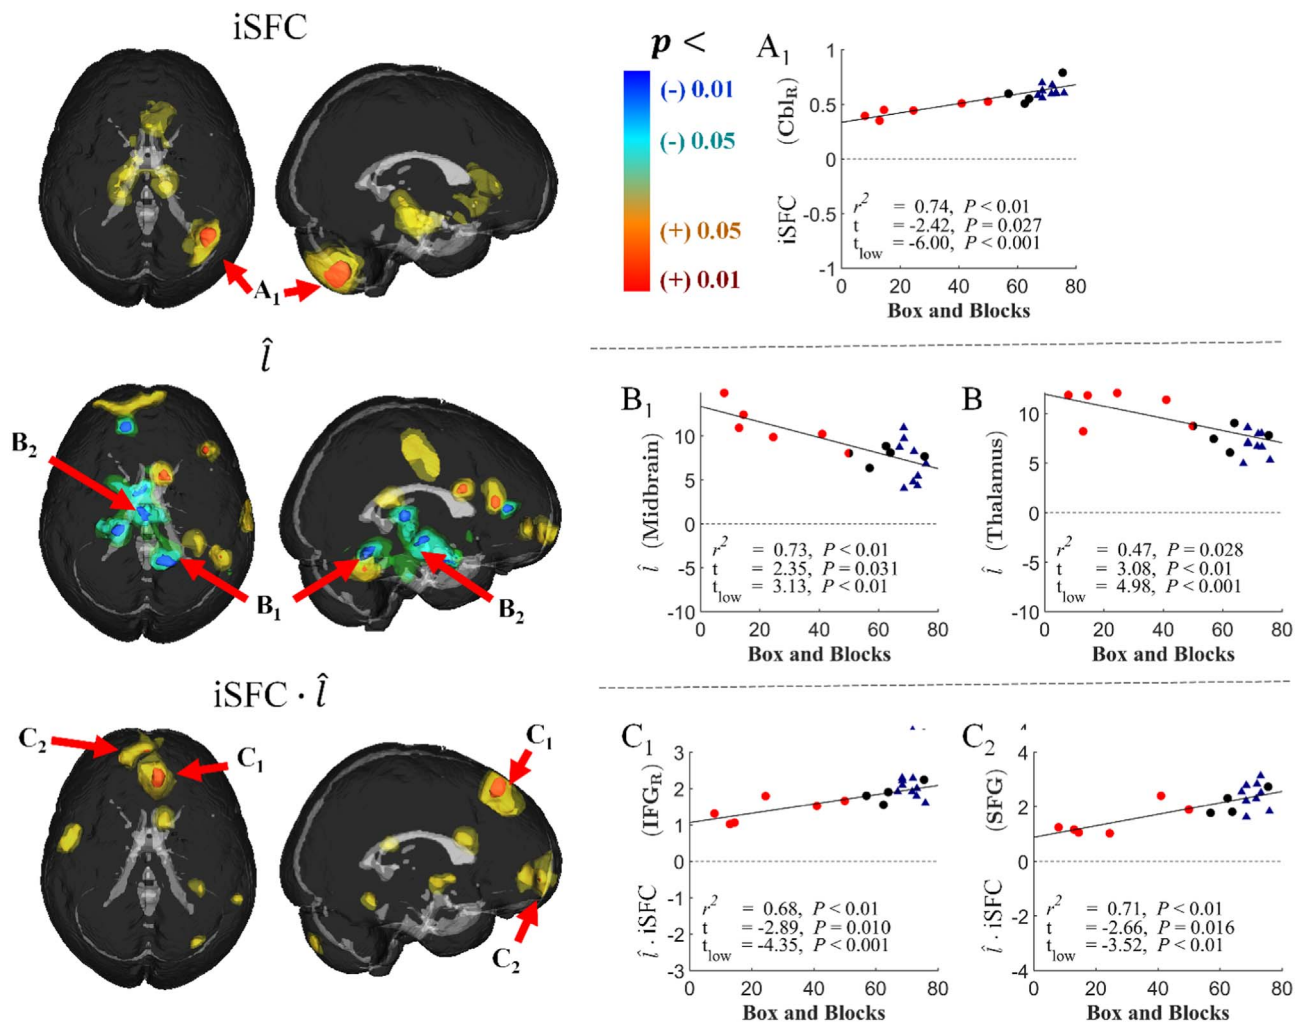 iSFC
p <
(-) 0.01
(-) 0.05
(+) 0.05
(+) 0.01
A1
A1
iSFC (CblR)
1
0.5
0
-0.5
-1
r2 = 0.74, P < 0.01
t = -2.42, P = 0.027
tlow = -6.00, P < 0.001
0 20 40 60 80
Box and Blocks
l̂
B2
B1
B2
B1
l̂ (Midbrain)
10
5
0
-5
-10
r2 = 0.73, P < 0.01
t = 2.35, P = 0.031
tlow = 3.13, P < 0.01
0 20 40 60 80
Box and Blocks
B
l̂ (Thalamus)
10
5
0
-5
-10
r2 = 0.47, P = 0.028
t = 3.08, P < 0.01
tlow = 4.98, P < 0.001
0 20 40 60 80
Box and Blocks
iSFC · l̂
C2
C1
C1
C2
C1
l̂ · iSFC (IFGR)
3
2
1
0
-1
-2
-3
r2 = 0.68, P < 0.01
t = -2.89, P = 0.010
tlow = -4.35, P < 0.001
0 20 40 60 80
Box and Blocks
C2
l̂ · iSFC (SFG)
4
2
0
-2
-4
r2 = 0.71, P < 0.01
t = -2.66, P = 0.016
tlow = -3.52, P < 0.01
0 20 40 60 80
Box and Blocks